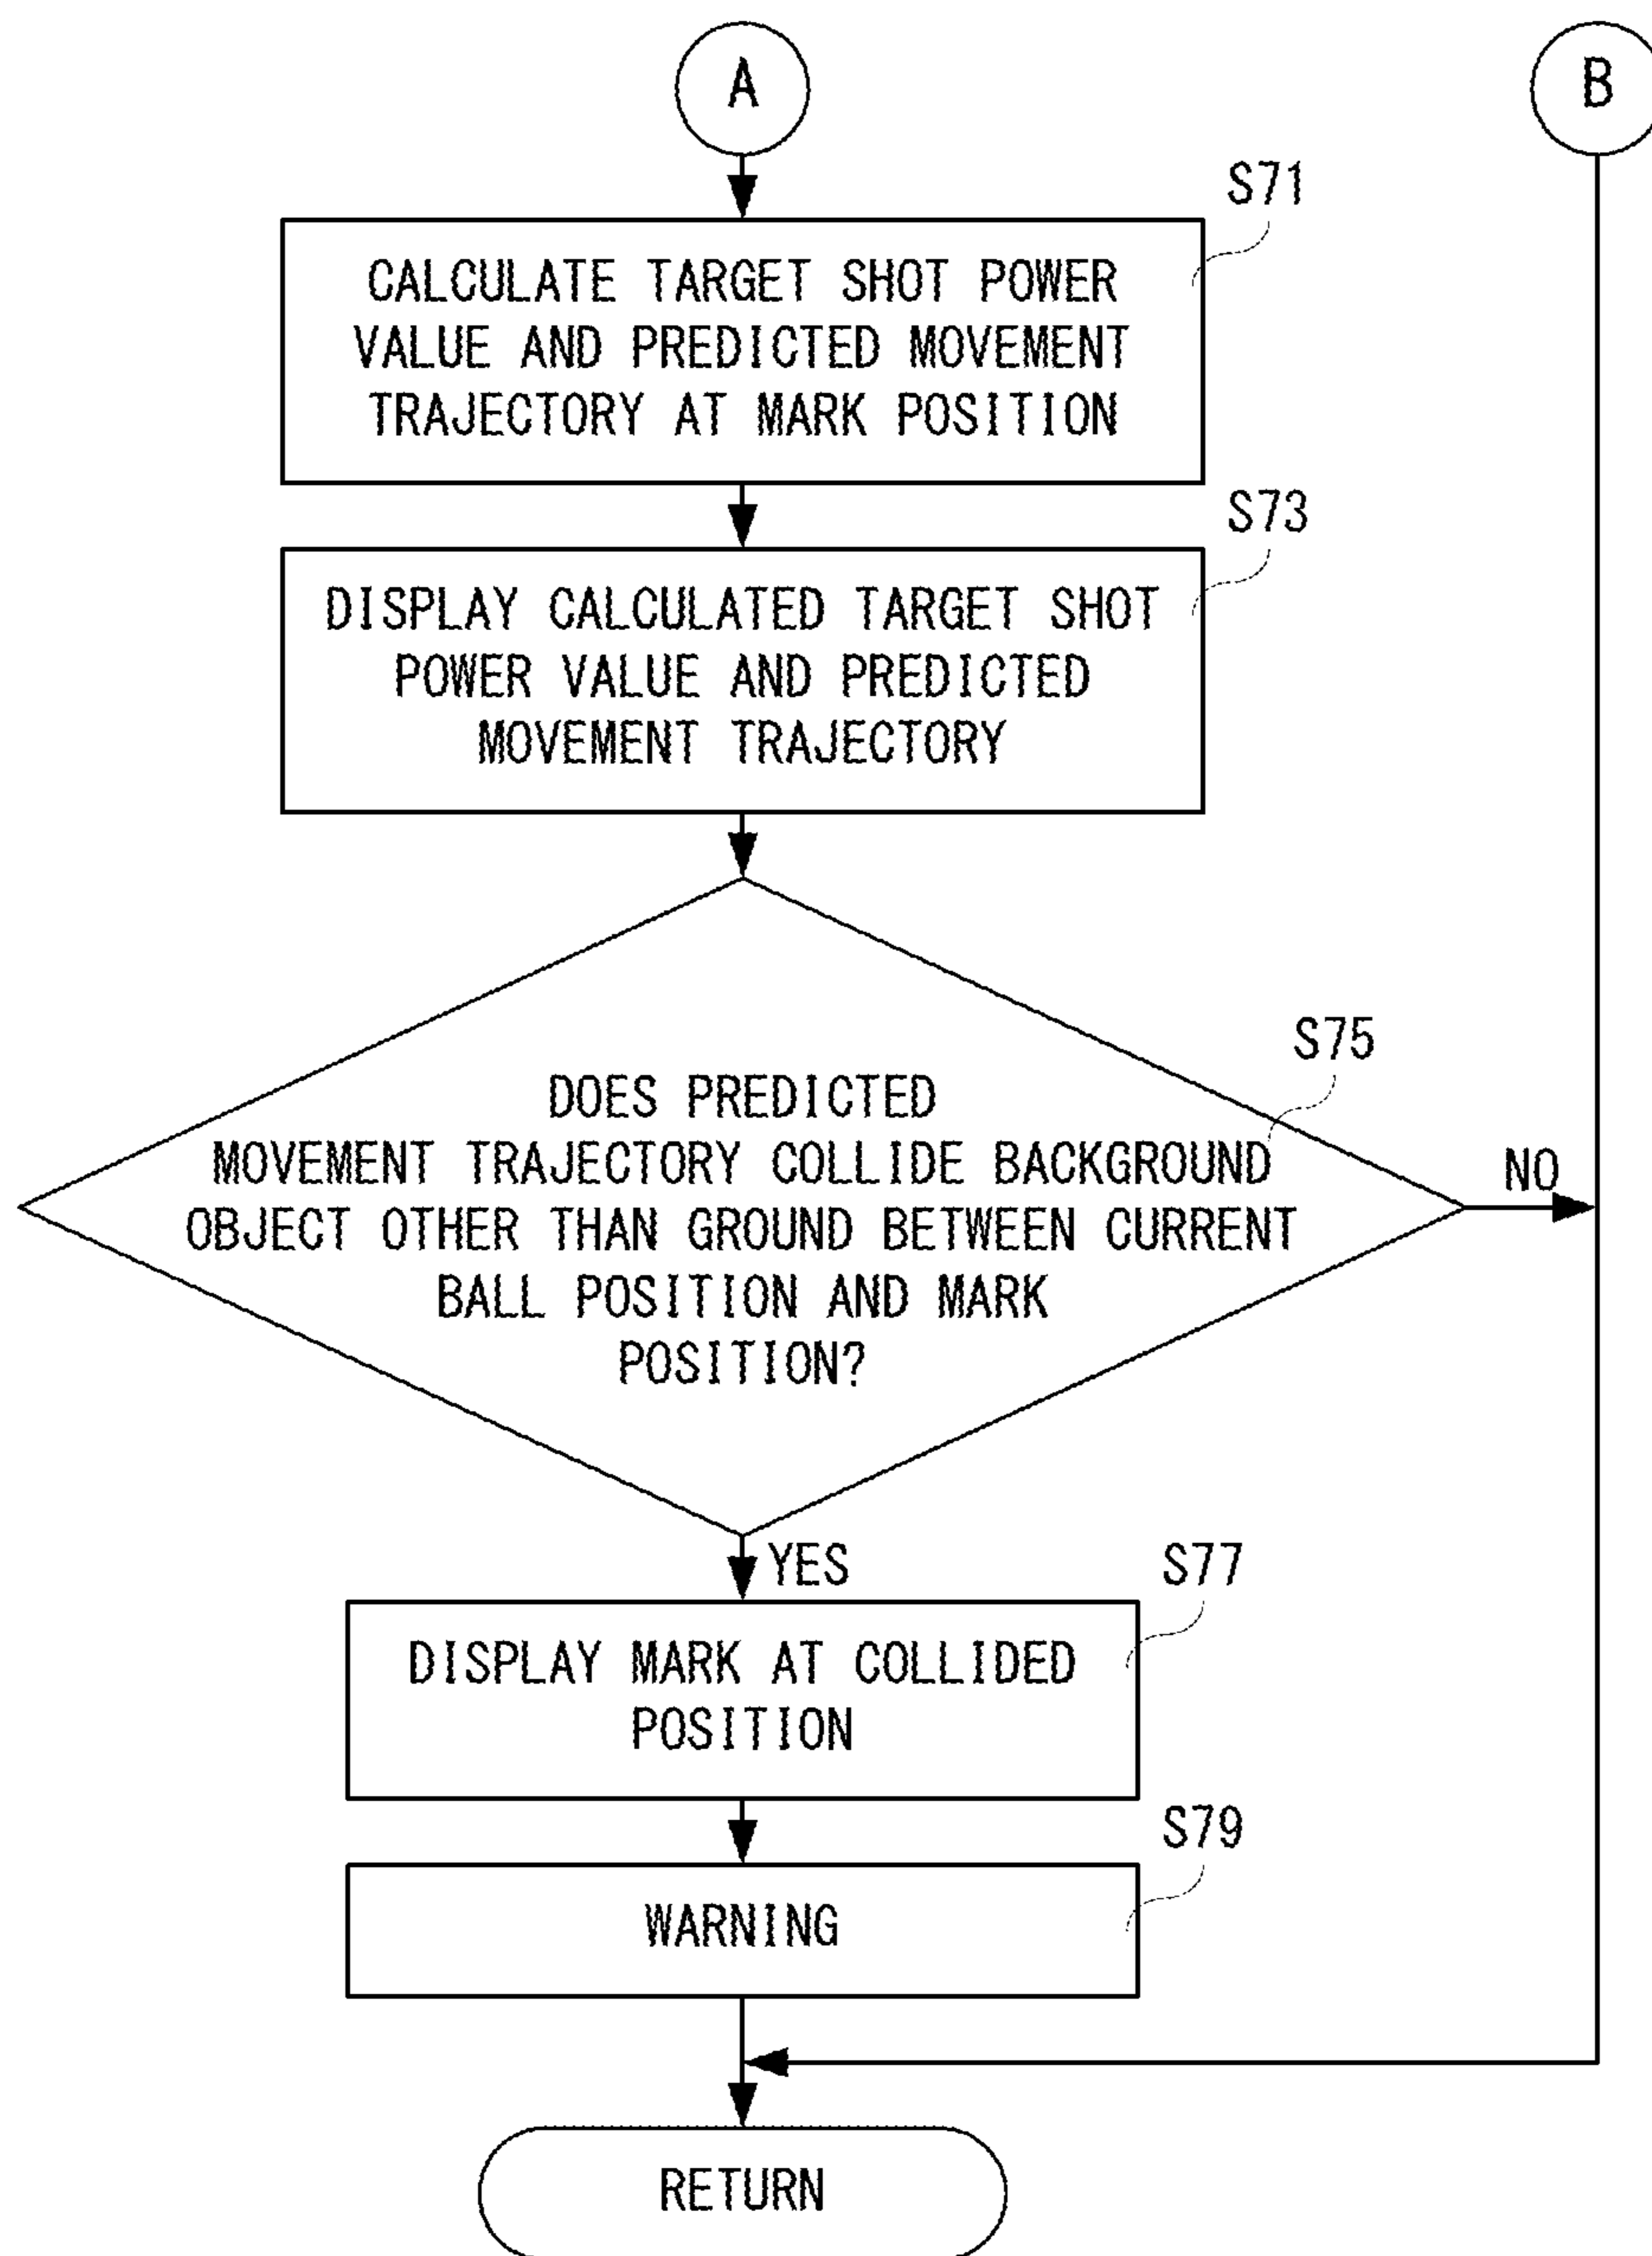 A
B
S71
CALCULATE TARGET SHOT POWER
VALUE AND PREDICTED MOVEMENT
TRAJECTORY AT MARK POSITION
S73
DISPLAY CALCULATED TARGET SHOT
POWER VALUE AND PREDICTED
MOVEMENT TRAJECTORY
S75
DOES PREDICTED
MOVEMENT TRAJECTORY COLLIDE BACKGROUND
OBJECT OTHER THAN GROUND BETWEEN CURRENT
BALL POSITION AND MARK
POSITION?
NO
YES
S77
DISPLAY MARK AT COLLIDED
POSITION
S79
WARNING
RETURN